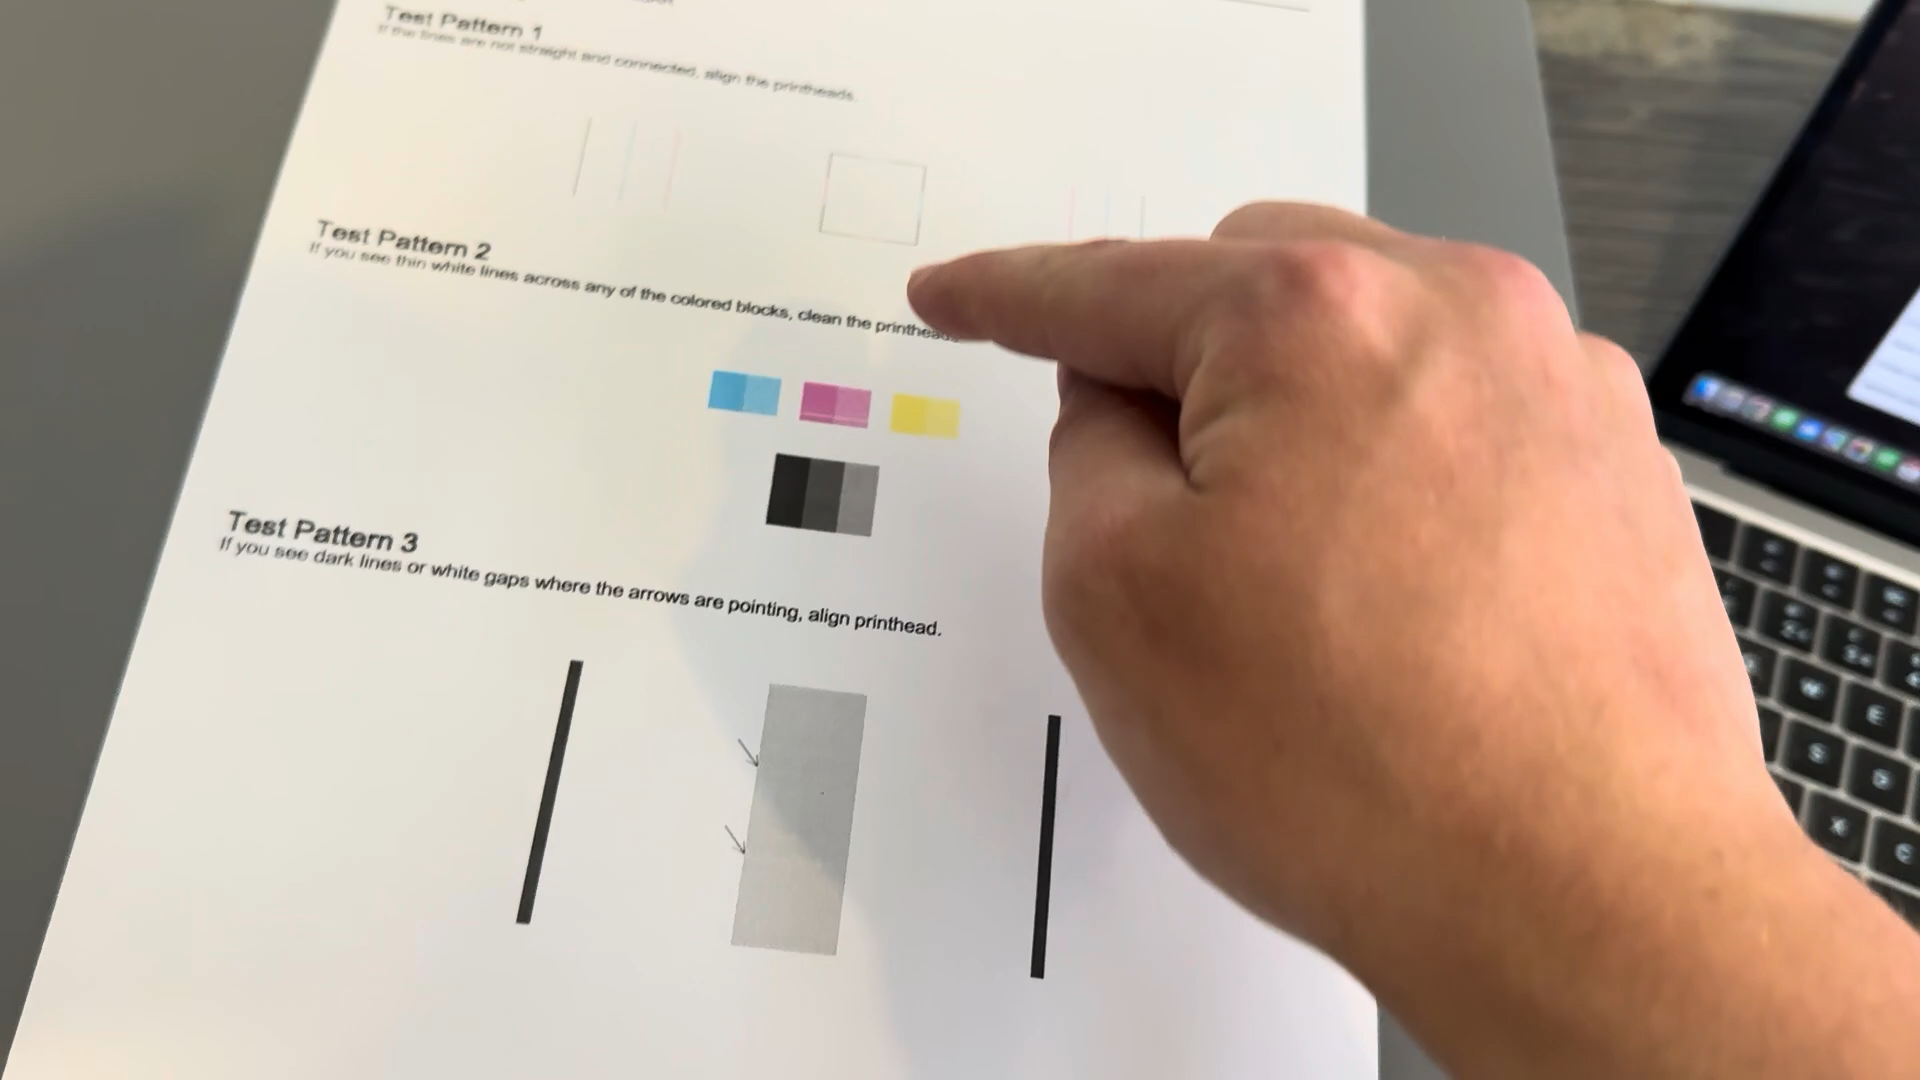 Test Pattern 1
If the lines are not straight and connected, align the printheads.
Test Pattern 2
If you see thin white lines across any of the colored blocks, clean the printheads.
Test Pattern 3
If you see dark lines or white gaps where the arrows are pointing, align printhead.
W
E
S
D
X
C